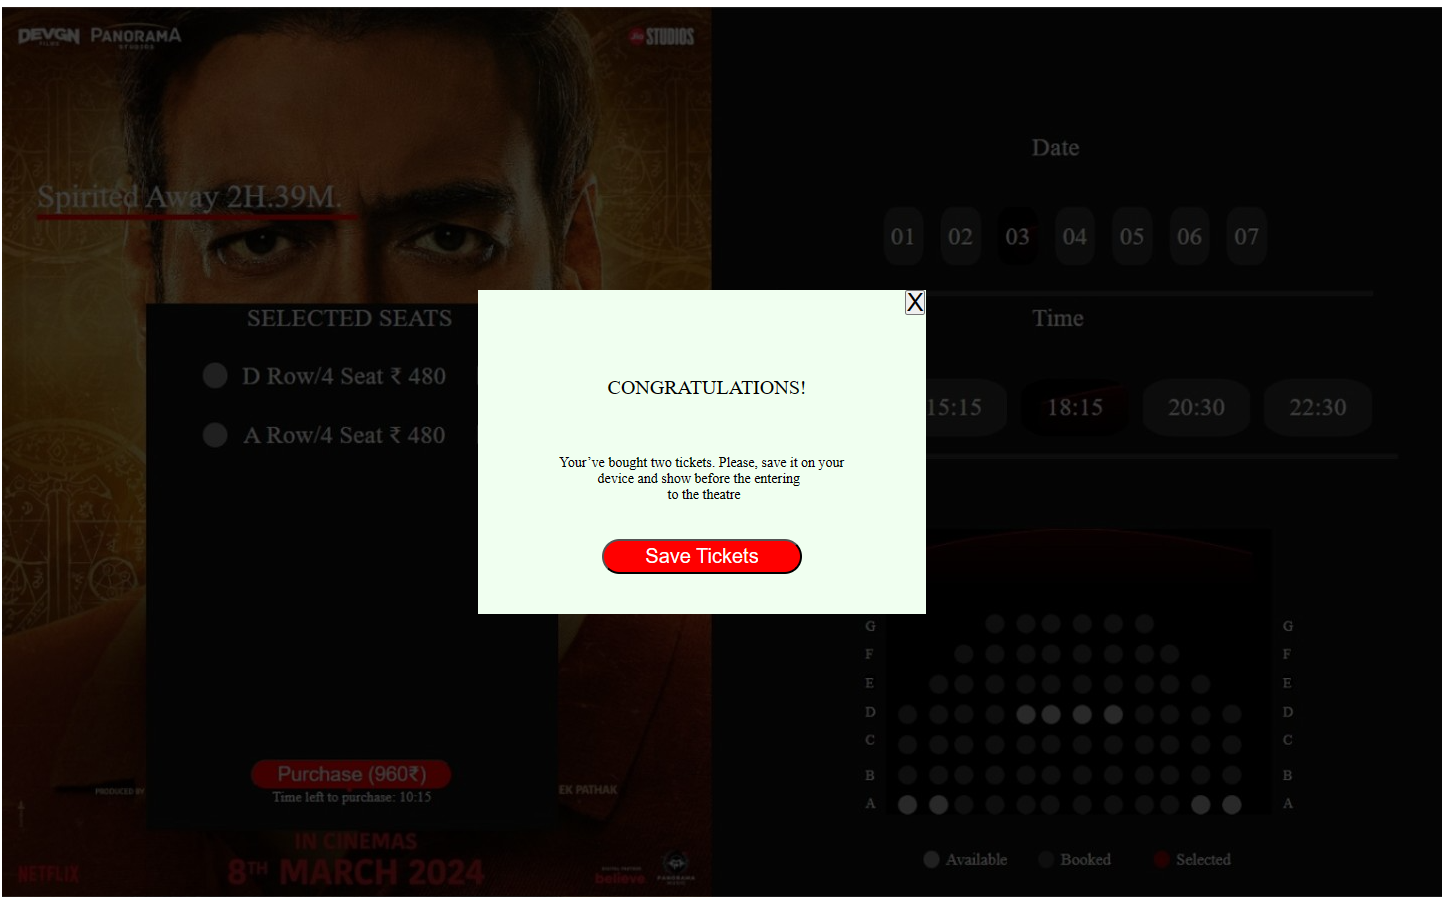 DEVGN
FILMS
PANORAMA
STUDIOS
Jio STUDIOS
Spirited Away 2H.39M.
Date
01 02 03 04 05 06 07
Time
15:15 18:15 20:30 22:30
SELECTED SEATS
D Row/4 Seat ₹ 480
A Row/4 Seat ₹ 480
X
CONGRATULATIONS!
Your’ve bought two tickets. Please, save it on your
device and show before the entering
to the theatre
Save Tickets
G G
F F
E E
D D
C C
B B
A A
Available Booked Selected
Purchase (960₹)
Time left to purchase: 10:15
PRODUCED BY
EK PATHAK
IN CINEMAS
8TH MARCH 2024
NETFLIX
DIGITAL PARTNER
believe
PANORAMA
MUSIC